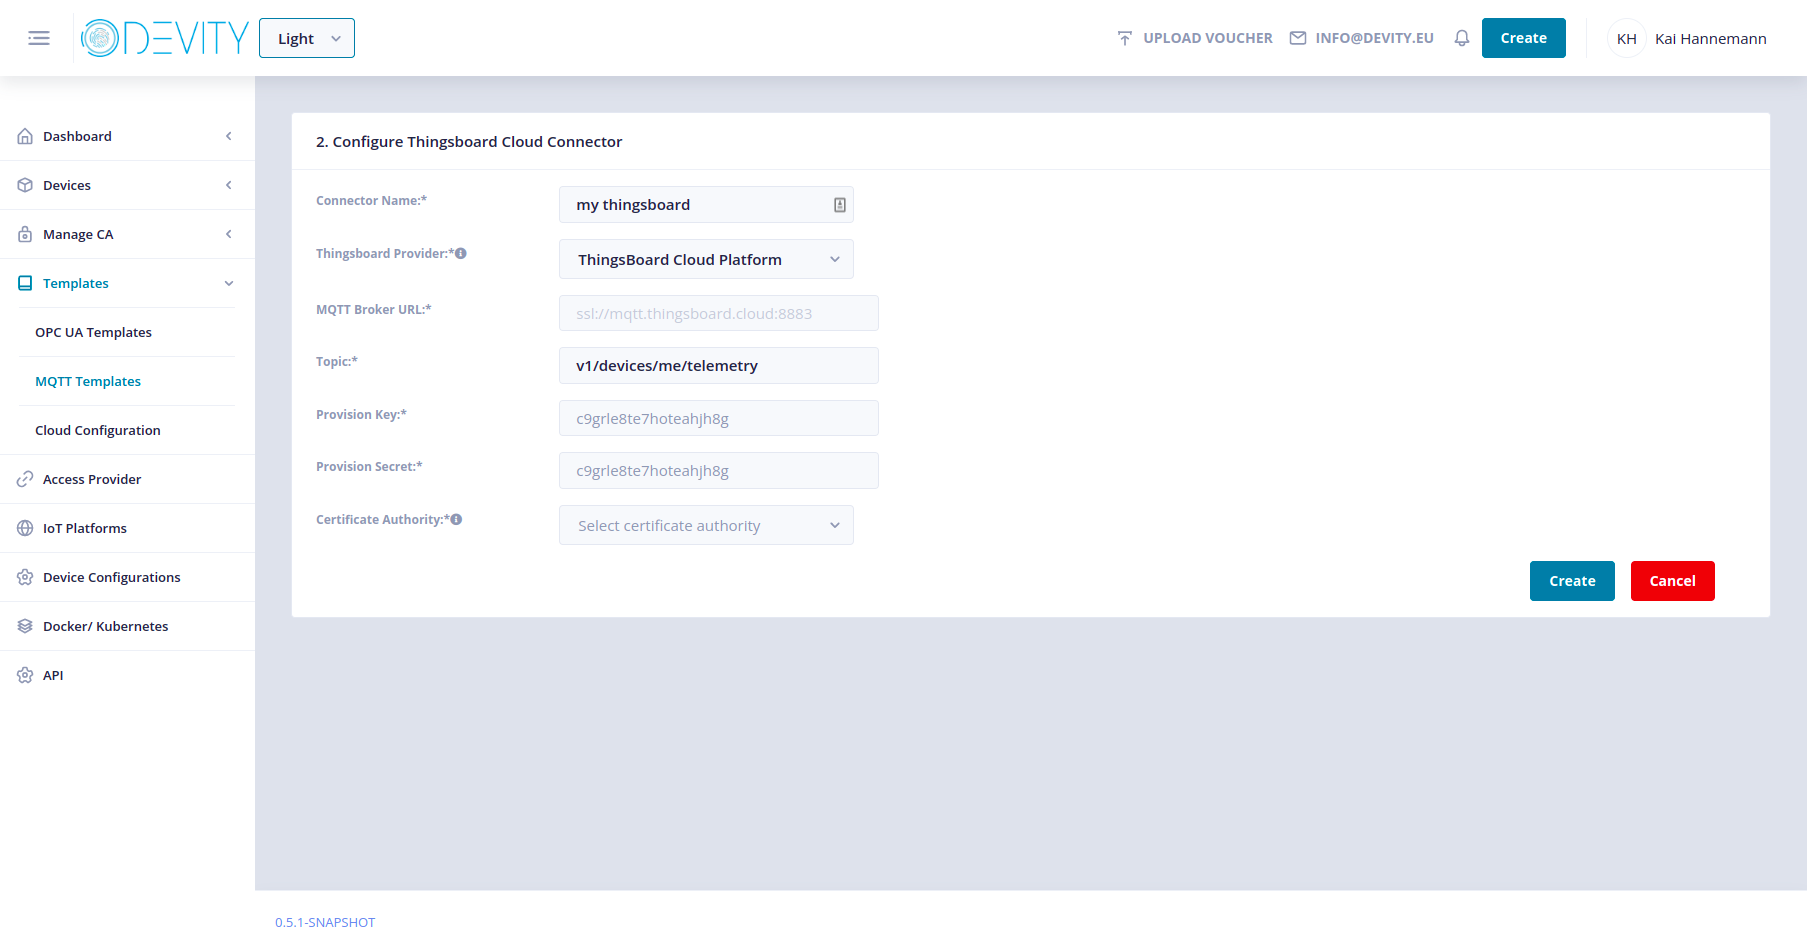 DEVITY
Light
UPLOAD VOUCHER
INFO@DEVITY.EU
Create
KH
Kai Hannemann
Dashboard
Devices
Manage CA
Templates
OPC UA Templates
MQTT Templates
Cloud Configuration
Access Provider
IoT Platforms
Device Configurations
Docker/ Kubernetes
API
2. Configure Thingsboard Cloud Connector
Connector Name:*
my thingsboard
Thingsboard Provider:*
ThingsBoard Cloud Platform
MQTT Broker URL:*
ssl://mqtt.thingsboard.cloud:8883
Topic:*
v1/devices/me/telemetry
Provision Key:*
c9grle8te7hoteahjh8g
Provision Secret:*
c9grle8te7hoteahjh8g
Certificate Authority:*
Select certificate authority
Create
Cancel
0.5.1-SNAPSHOT